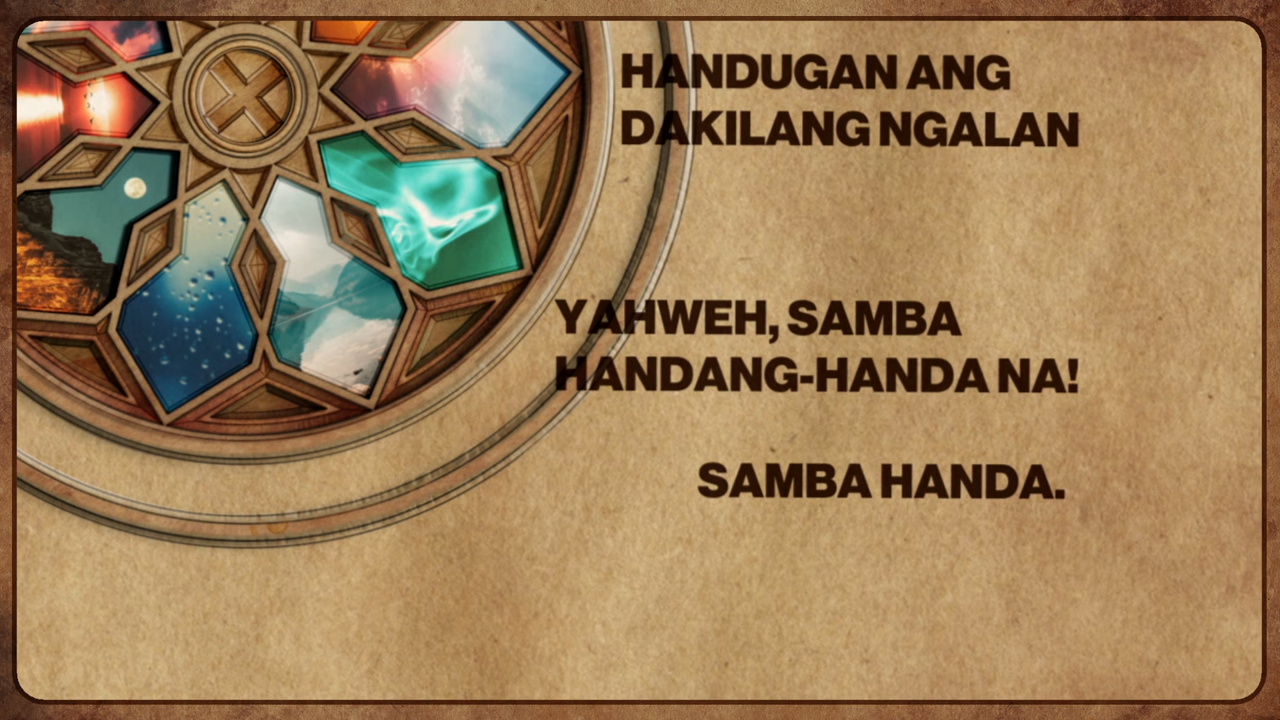 HANDUGAN ANG
DAKILANG NGALAN
YAHWEH, SAMBA
HANDANG-HANDA NA!
SAMBA HANDA.